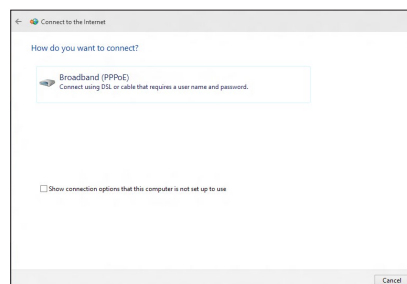 Connect to the Internet
How do you want to connect?
Broadband (PPPoE)
Connect using DSL or cable that requires a user name and password.
Show connection options that this computer is not set up to use
Cancel